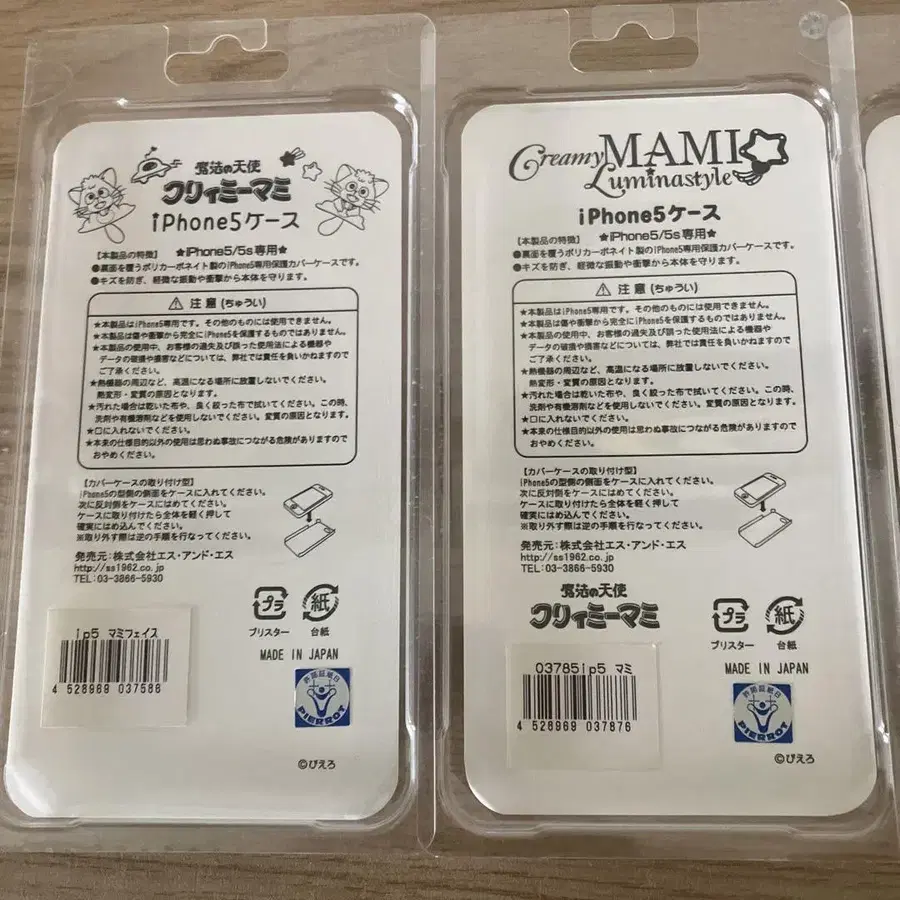 魔法の天使
クリィミーマミ
iPhone5ケース
【本製品の特徴】 ★iPhone5/5s専用★
●裏面を覆うポリカーボネイト製のiPhone5専用保護カバーケースです。
●キズを防ぎ、軽微な振動や衝撃から本体を守ります。
⚠ 注意(ちゅうい)
★本製品はiPhone5専用です。その他のものには使用できません。
★本製品は傷や衝撃から完全にiPhone5を保護するものではありません。
★本製品の使用中、お客様の過失及び誤った使用方法による機器や
データの破損や損害などについては、弊社では責任を負いかねますので
ご了承ください。
★熱機器の周辺など、高温になる場所に放置しないでください。
熱変形・変質の原因となります。
★汚れた場合は乾いた布や、良く絞った布で拭いてください。この時、
洗剤や有機溶剤などを使用しないでください。変質の原因となります。
★口に入れないでください。
★本来の仕様目的以外の使用は思わぬ事故につながる危険がありますので
おやめください。
【カバーケースの取り付け型】
iPhone5の型側の側面をケースに入れてください。
次に反対側をケースにはめてください。
ケースに取り付けたら全体を軽く押して
確実にはめ込んでください。
※取り外す際は逆の手順を行なってください。
発売元:株式会社エス・アンド・エス
http://ss1962.co.jp
TEL:03-3866-5930
プラ
ブリスター
紙
台紙
MADE IN JAPAN
ip5 マミフェイス
4 528969 037586
許諾証紙B
PIERROT
©ぴえろ
Creamy MAMI
Luminastyle
iPhone5ケース
【本製品の特徴】 ★iPhone5/5s専用★
●裏面を覆うポリカーボネイト製のiPhone5専用保護カバーケースです。
●キズを防ぎ、軽微な振動や衝撃から本体を守ります。
⚠ 注意(ちゅうい)
★本製品はiPhone5専用です。その他のものには使用できません。
★本製品は傷や衝撃から完全にiPhone5を保護するものではありません。
★本製品の使用中、お客様の過失及び誤った使用方法による機器や
データの破損や損害などについては、弊社では責任を負いかねますので
ご了承ください。
★熱機器の周辺など、高温になる場所に放置しないでください。
熱変形・変質の原因となります。
★汚れた場合は乾いた布や、良く絞った布で拭いてください。この時、
洗剤や有機溶剤などを使用しないでください。変質の原因となります。
★口に入れないでください。
★本来の仕様目的以外の使用は思わぬ事故につながる危険がありますので
おやめください。
【カバーケースの取り付け型】
iPhone5の型側の側面をケースに入れてください。
次に反対側をケースにはめてください。
ケースに取り付けたら全体を軽く押して
確実にはめ込んでください。
※取り外す際は逆の手順を行なってください。
発売元:株式会社エス・アンド・エス
http://ss1962.co.jp
TEL:03-3866-5930
魔法の天使
クリィミーマミ
プラ
ブリスター
紙
台紙
MADE IN JAPAN
03785ip5 マミ
4 528969 037876
許諾証紙B
PIERROT
©ぴえろ